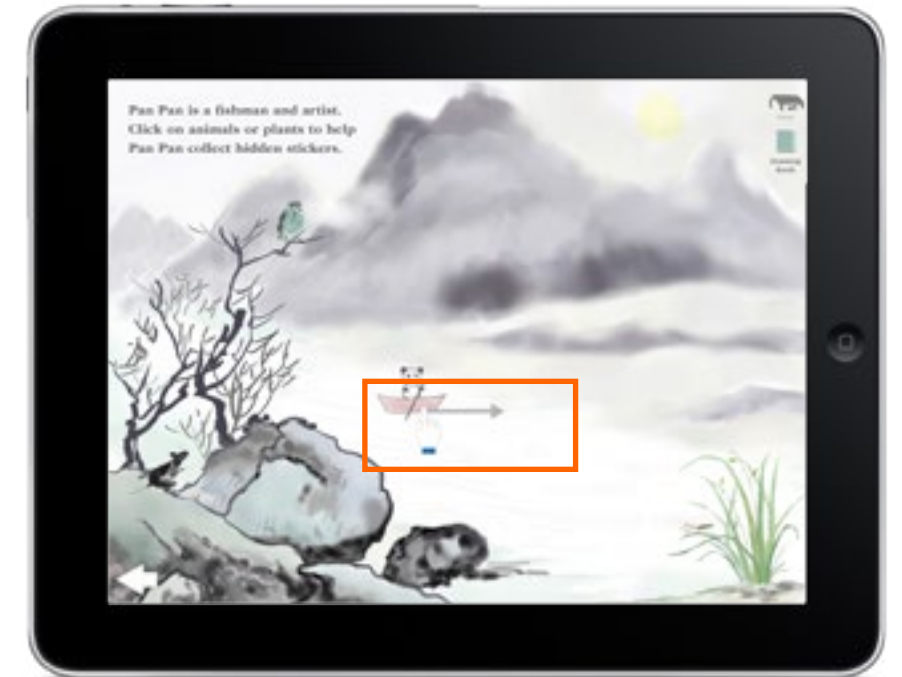 Pan Pan is a fishman and artist.
Click on animals or plants to help
Pan Pan collect hidden stickers.